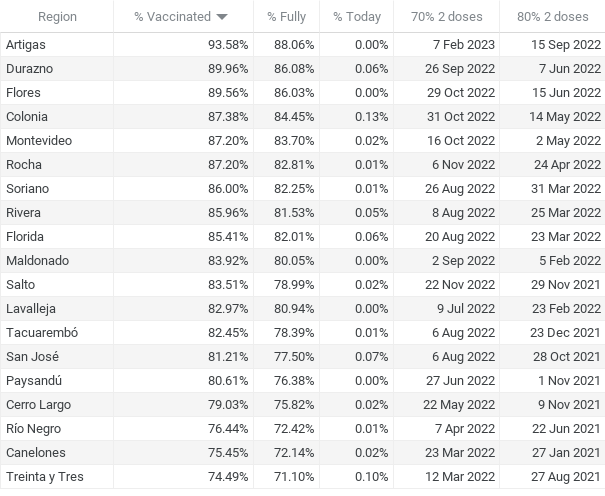 Region % Vaccinated % Fully % Today 70% 2 doses 80% 2 doses
Artigas 93.58% 88.06% 0.00% 7 Feb 2023 15 Sep 2022
Durazno 89.96% 86.08% 0.06% 26 Sep 2022 7 Jun 2022
Flores 89.56% 86.03% 0.00% 29 Oct 2022 15 Jun 2022
Colonia 87.38% 84.45% 0.13% 31 Oct 2022 14 May 2022
Montevideo 87.20% 83.70% 0.02% 16 Oct 2022 2 May 2022
Rocha 87.20% 82.81% 0.01% 6 Nov 2022 24 Apr 2022
Soriano 86.00% 82.25% 0.01% 26 Aug 2022 31 Mar 2022
Rivera 85.96% 81.53% 0.05% 8 Aug 2022 25 Mar 2022
Florida 85.41% 82.01% 0.06% 20 Aug 2022 23 Mar 2022
Maldonado 83.92% 80.05% 0.00% 2 Sep 2022 5 Feb 2022
Salto 83.51% 78.99% 0.02% 22 Nov 2022 29 Nov 2021
Lavalleja 82.97% 80.94% 0.00% 9 Jul 2022 23 Feb 2022
Tacuarembó 82.45% 78.39% 0.01% 6 Aug 2022 23 Dec 2021
San José 81.21% 77.50% 0.07% 6 Aug 2022 28 Oct 2021
Paysandú 80.61% 76.38% 0.00% 27 Jun 2022 1 Nov 2021
Cerro Largo 79.03% 75.82% 0.02% 22 May 2022 9 Nov 2021
Río Negro 76.44% 72.42% 0.01% 7 Apr 2022 22 Jun 2021
Canelones 75.45% 72.14% 0.02% 23 Mar 2022 27 Jan 2021
Treinta y Tres 74.49% 71.10% 0.10% 12 Mar 2022 27 Aug 2021